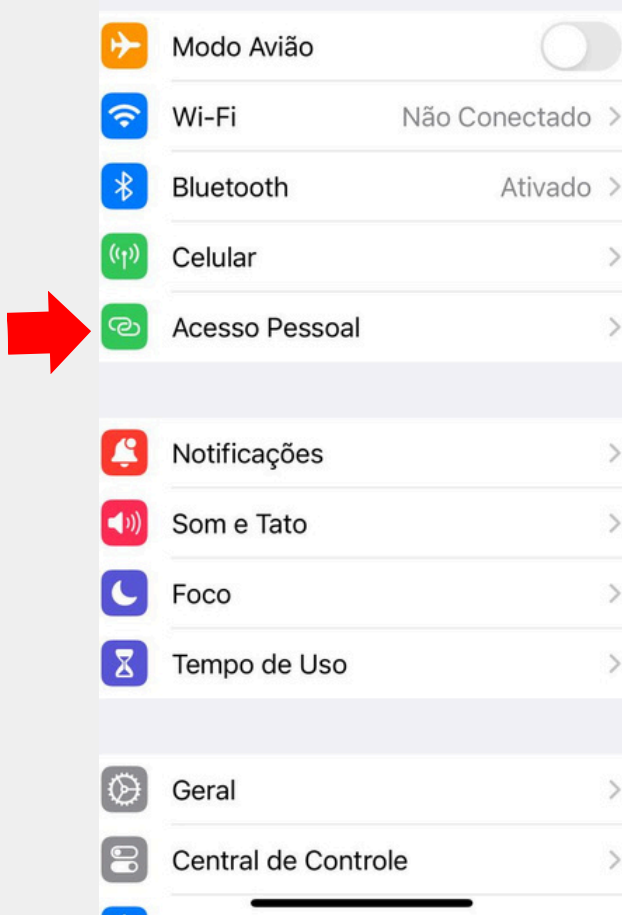 Modo Avião
Wi-Fi Não Conectado
Bluetooth Ativado
Celular
Acesso Pessoal
Notificações
Som e Tato
Foco
Tempo de Uso
Geral
Central de Controle